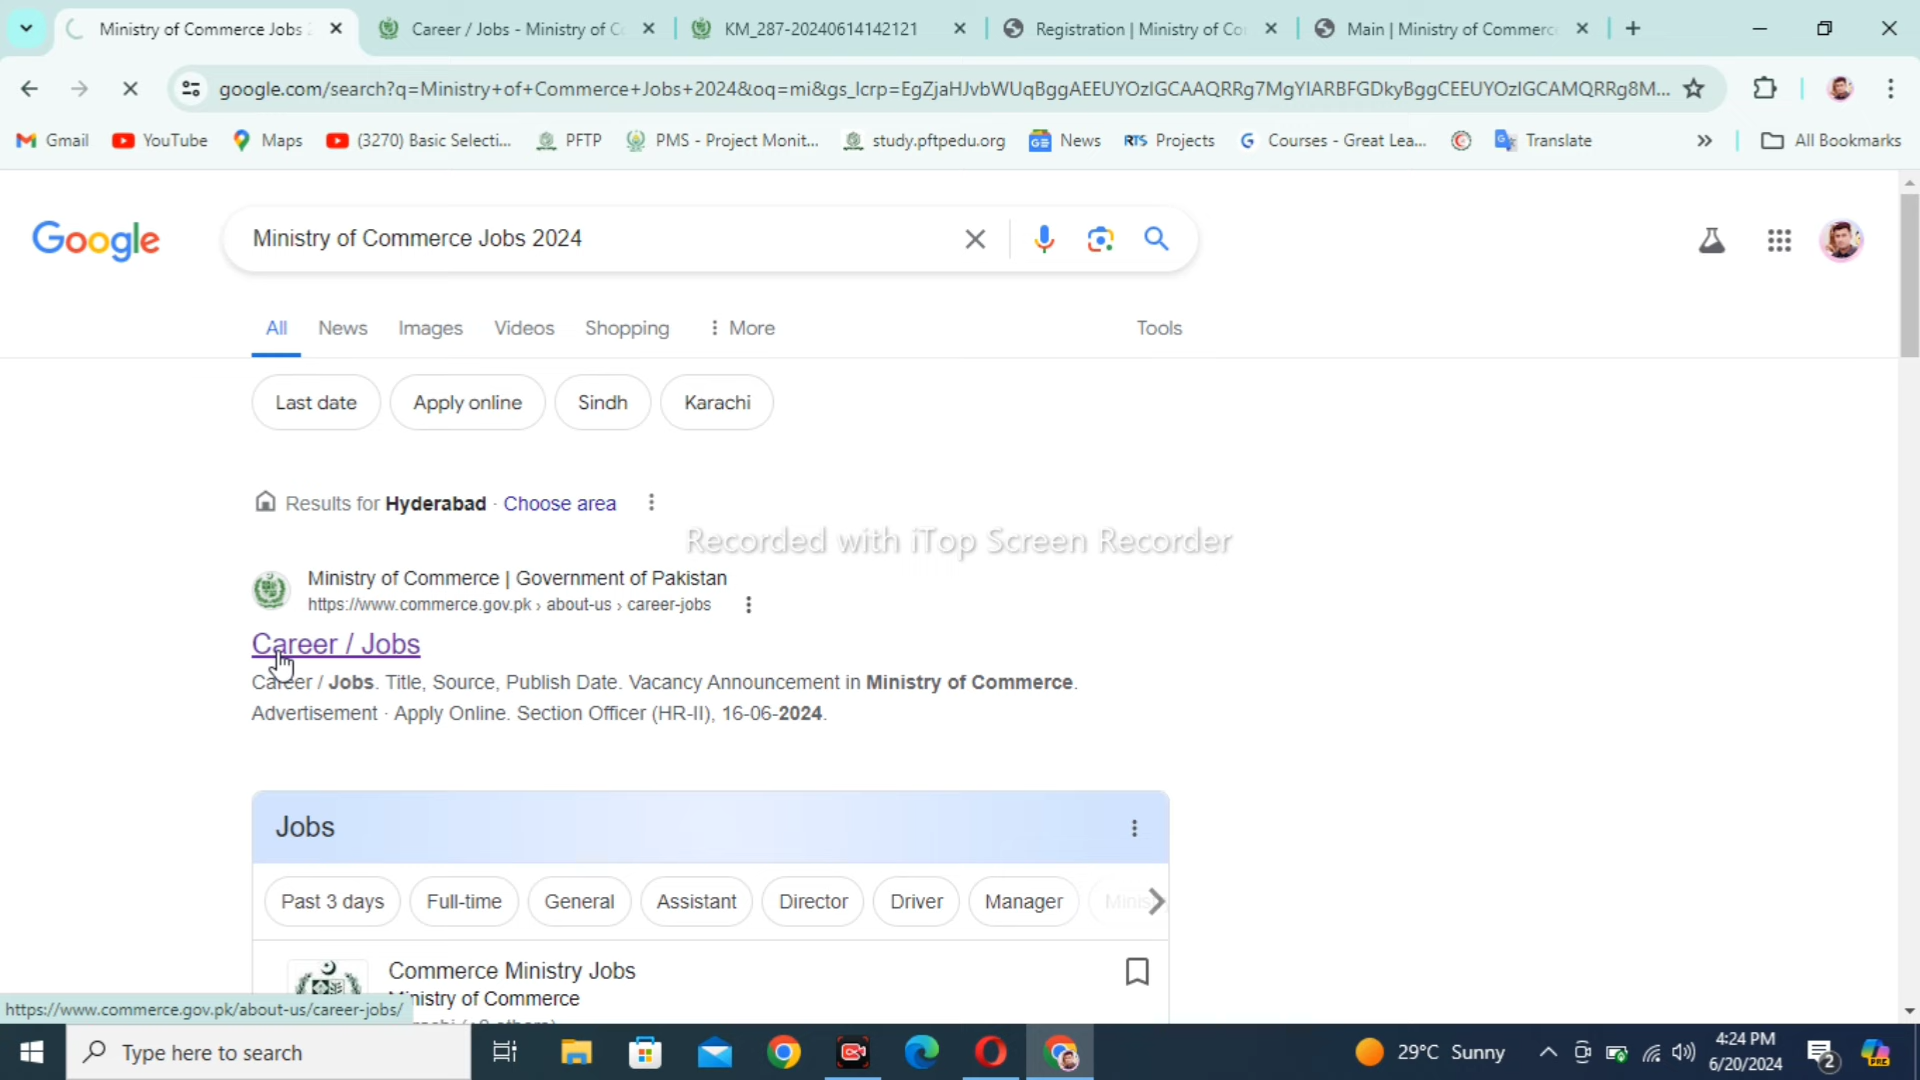 Ministry of Commerce Jobs 2
Career / Jobs - Ministry of C
KM_287-20240614142121
Registration | Ministry of Co
Main | Ministry of Commerc
google.com/search?q=Ministry+of+Commerce+Jobs+2024&oq=mi&gs_lcrp=EgZjaHJvbWUqBggAEEUYOzIGCAAQRRg7MgYIARBFGDkyBggCEEUYOzIGCAMQRRg8M...
Gmail
YouTube
Maps
(3270) Basic Selecti...
PFTP
PMS - Project Monit...
study.pftpedu.org
News
RTS Projects
Courses - Great Lea...
Translate
All Bookmarks
Google
Ministry of Commerce Jobs 2024
All
News
Images
Videos
Shopping
More
Tools
Last date
Apply online
Sindh
Karachi
Results for Hyderabad · Choose area
Recorded with iTop Screen Recorder
Ministry of Commerce | Government of Pakistan
https://www.commerce.gov.pk › about-us › career-jobs
Career / Jobs
Career / Jobs. Title, Source, Publish Date. Vacancy Announcement in Ministry of Commerce.
Advertisement · Apply Online. Section Officer (HR-II), 16-06-2024.
Jobs
Past 3 days
Full-time
General
Assistant
Director
Driver
Manager
Minis
Commerce Ministry Jobs
nistry of Commerce
https://www.commerce.gov.pk/about-us/career-jobs/
Type here to search
29°C Sunny
4:24 PM
6/20/2024
2
PRE